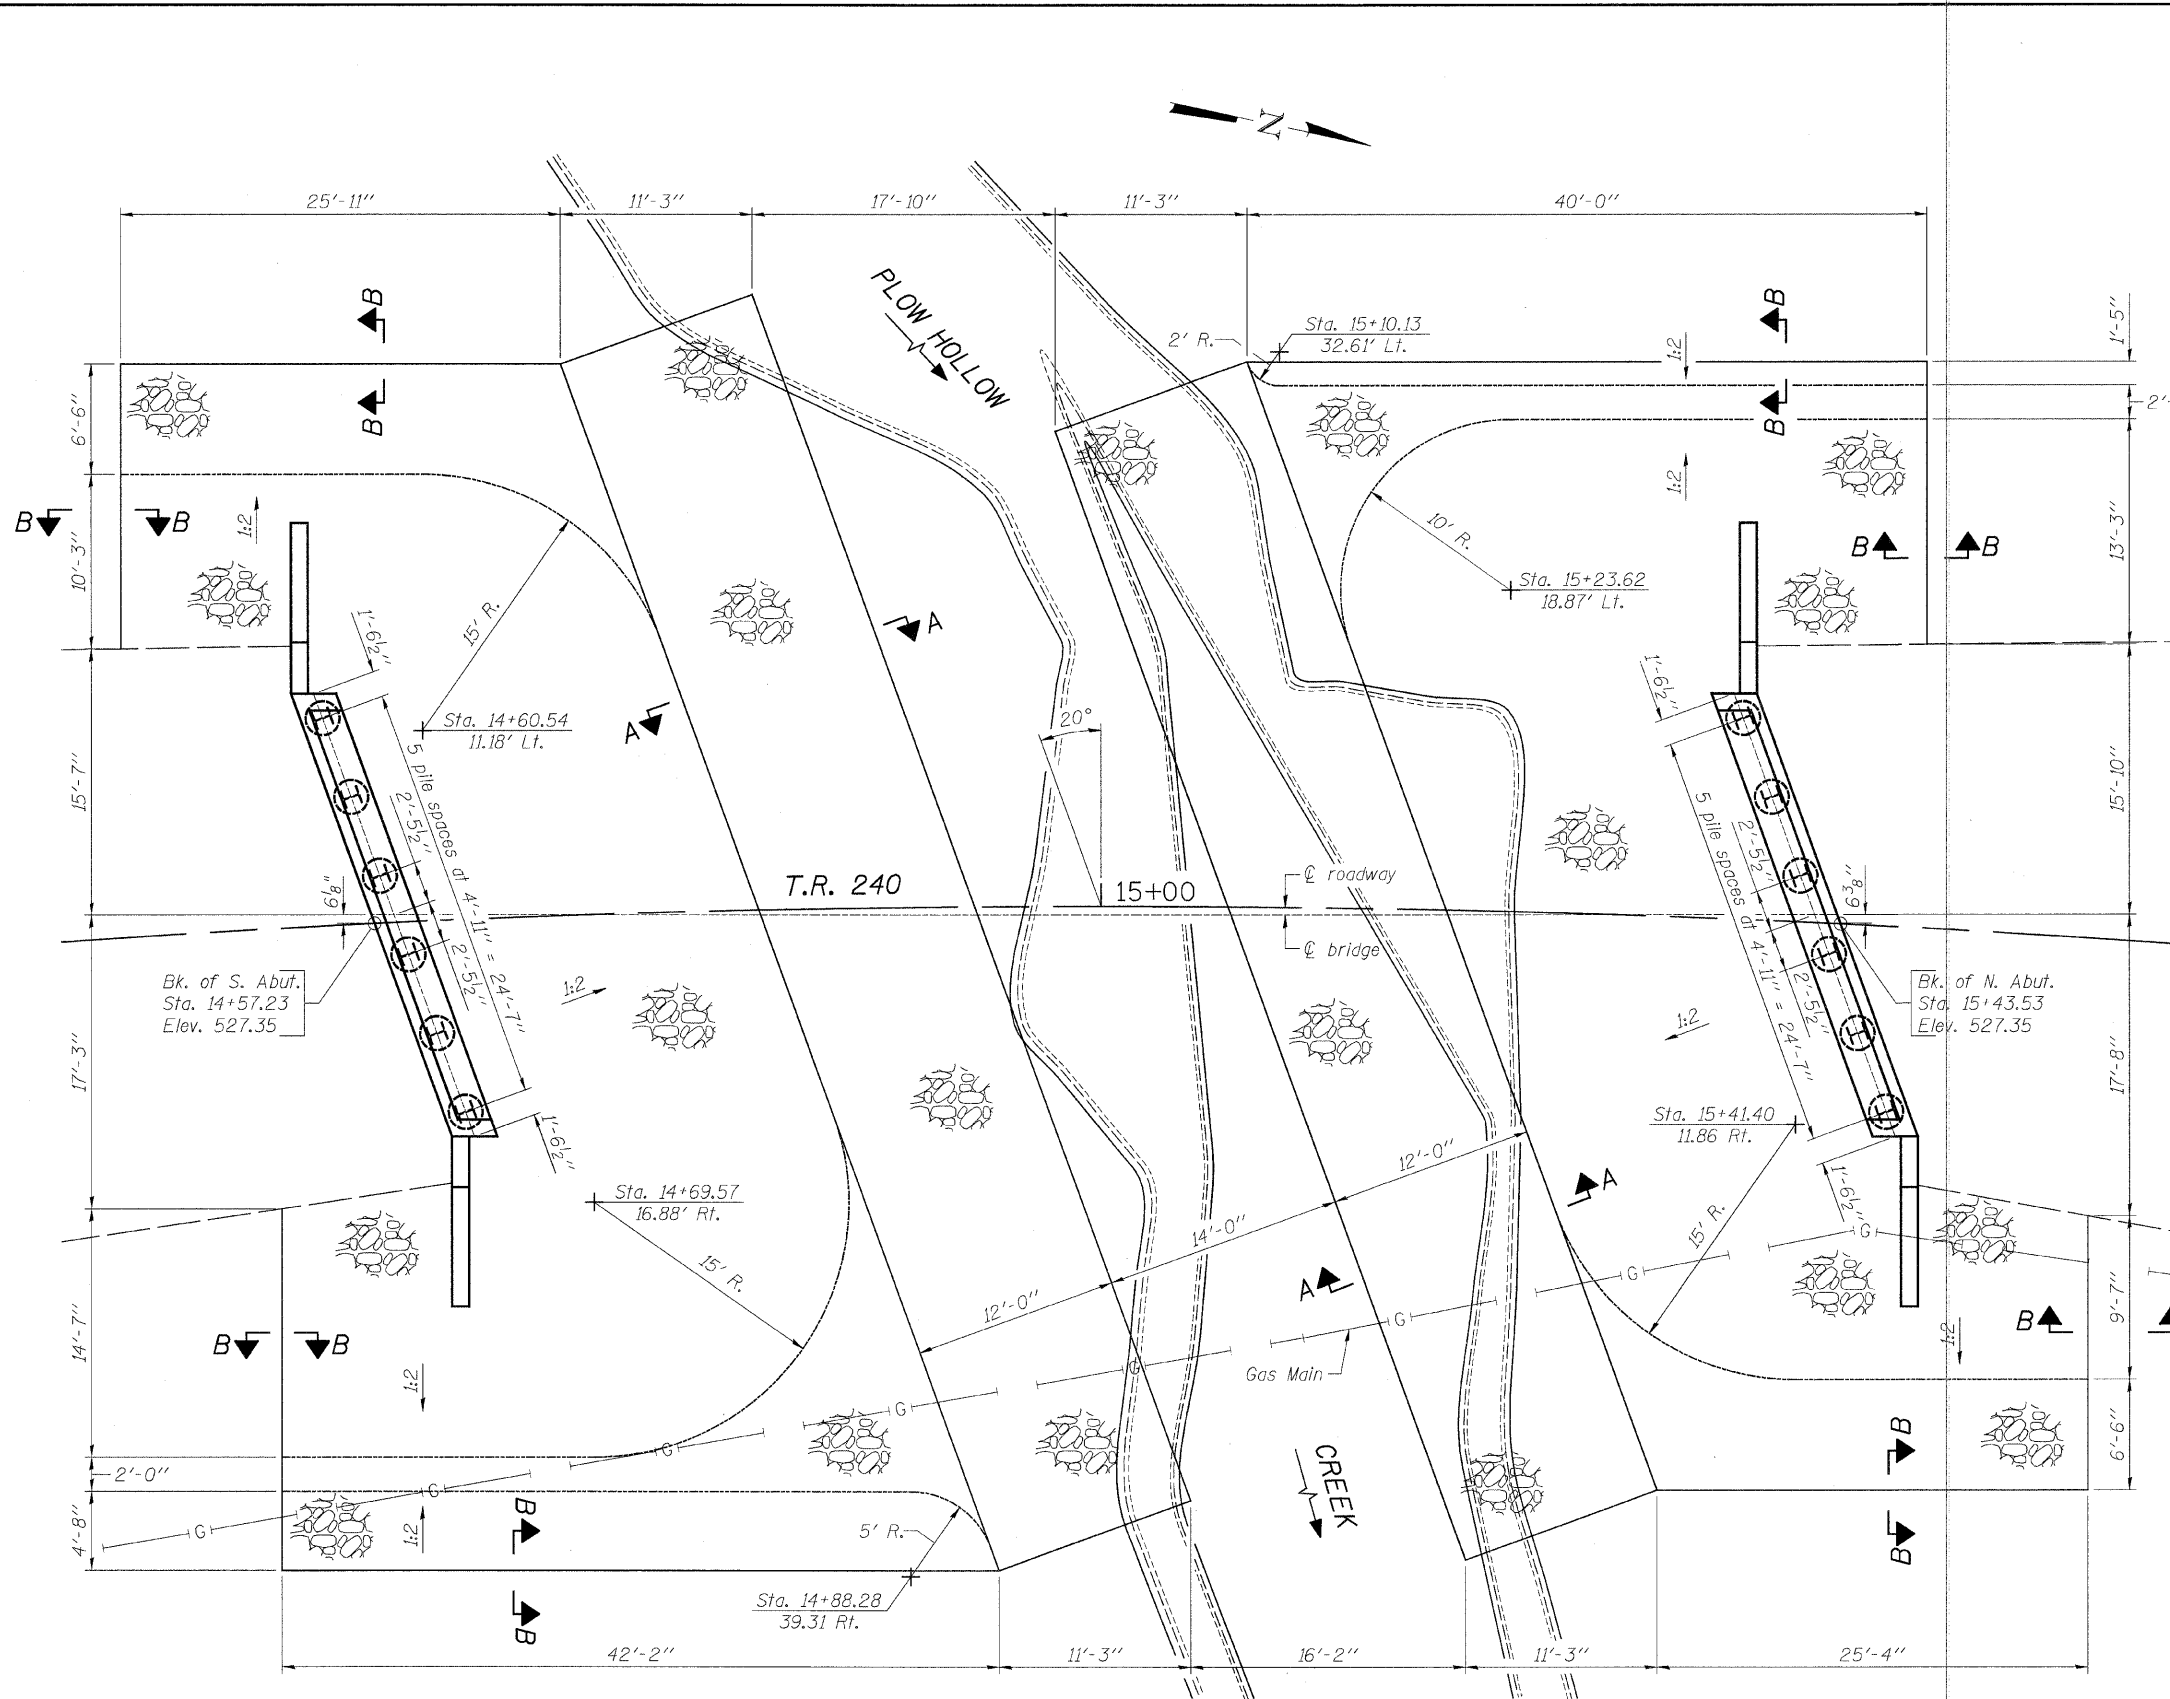 N
25'-11"
11'-3"
17'-10"
11'-3"
40'-0"
PLOW HOLLOW
B
B
B
B
1:2
1'-5"
2' R.
Sta. 15+10.13
32.61' Lt.
6'-6"
10'-3"
B
B
1:2
1:2
13'-3"
10' R.
B
B
Sta. 15+23.62
18.87' Lt.
15' R.
A
A
1'-6½"
1'-6½"
Sta. 14+60.54
11.18' Lt.
20°
15'-7"
15'-10"
5 pile spaces at 4'-11" = 24'-7"
2'-5½"
2'-5½"
5 pile spaces at 4'-11" = 24'-7"
2'-5½"
2'-5½"
6⅛"
6⅜"
T.R. 240
15+00
℄ roadway
℄ bridge
Bk. of S. Abut.
Sta. 14+57.23
Elev. 527.35
Bk. of N. Abut.
Sta. 15+43.53
Elev. 527.35
1:2
1:2
17'-3"
17'-8"
1'-6½"
1'-6½"
Sta. 15+41.40
11.86 Rt.
12'-0"
14'-0"
12'-0"
Sta. 14+69.57
16.88' Rt.
15' R.
15' R.
A
A
G
G
G
G
G
G
G
G
Gas Main
B
B
B
14'-7"
9'-7"
1:2
1:2
1:2
2'-0"
4'-8"
6'-6"
B
B
B
B
CREEK
5' R.
Sta. 14+88.28
39.31 Rt.
42'-2"
11'-3"
16'-2"
11'-3"
25'-4"